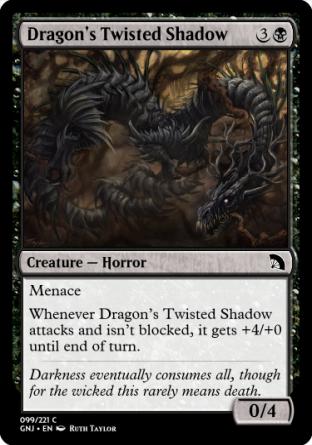 Dragon's Twisted Shadow 3
Creature — Horror
Menace
Whenever Dragon's Twisted Shadow
attacks and isn't blocked, it gets +4/+0
until end of turn.
Darkness eventually consumes all, though
for the wicked this rarely means death.
0/4
099/221 C
GNJ • EN Ruth Taylor